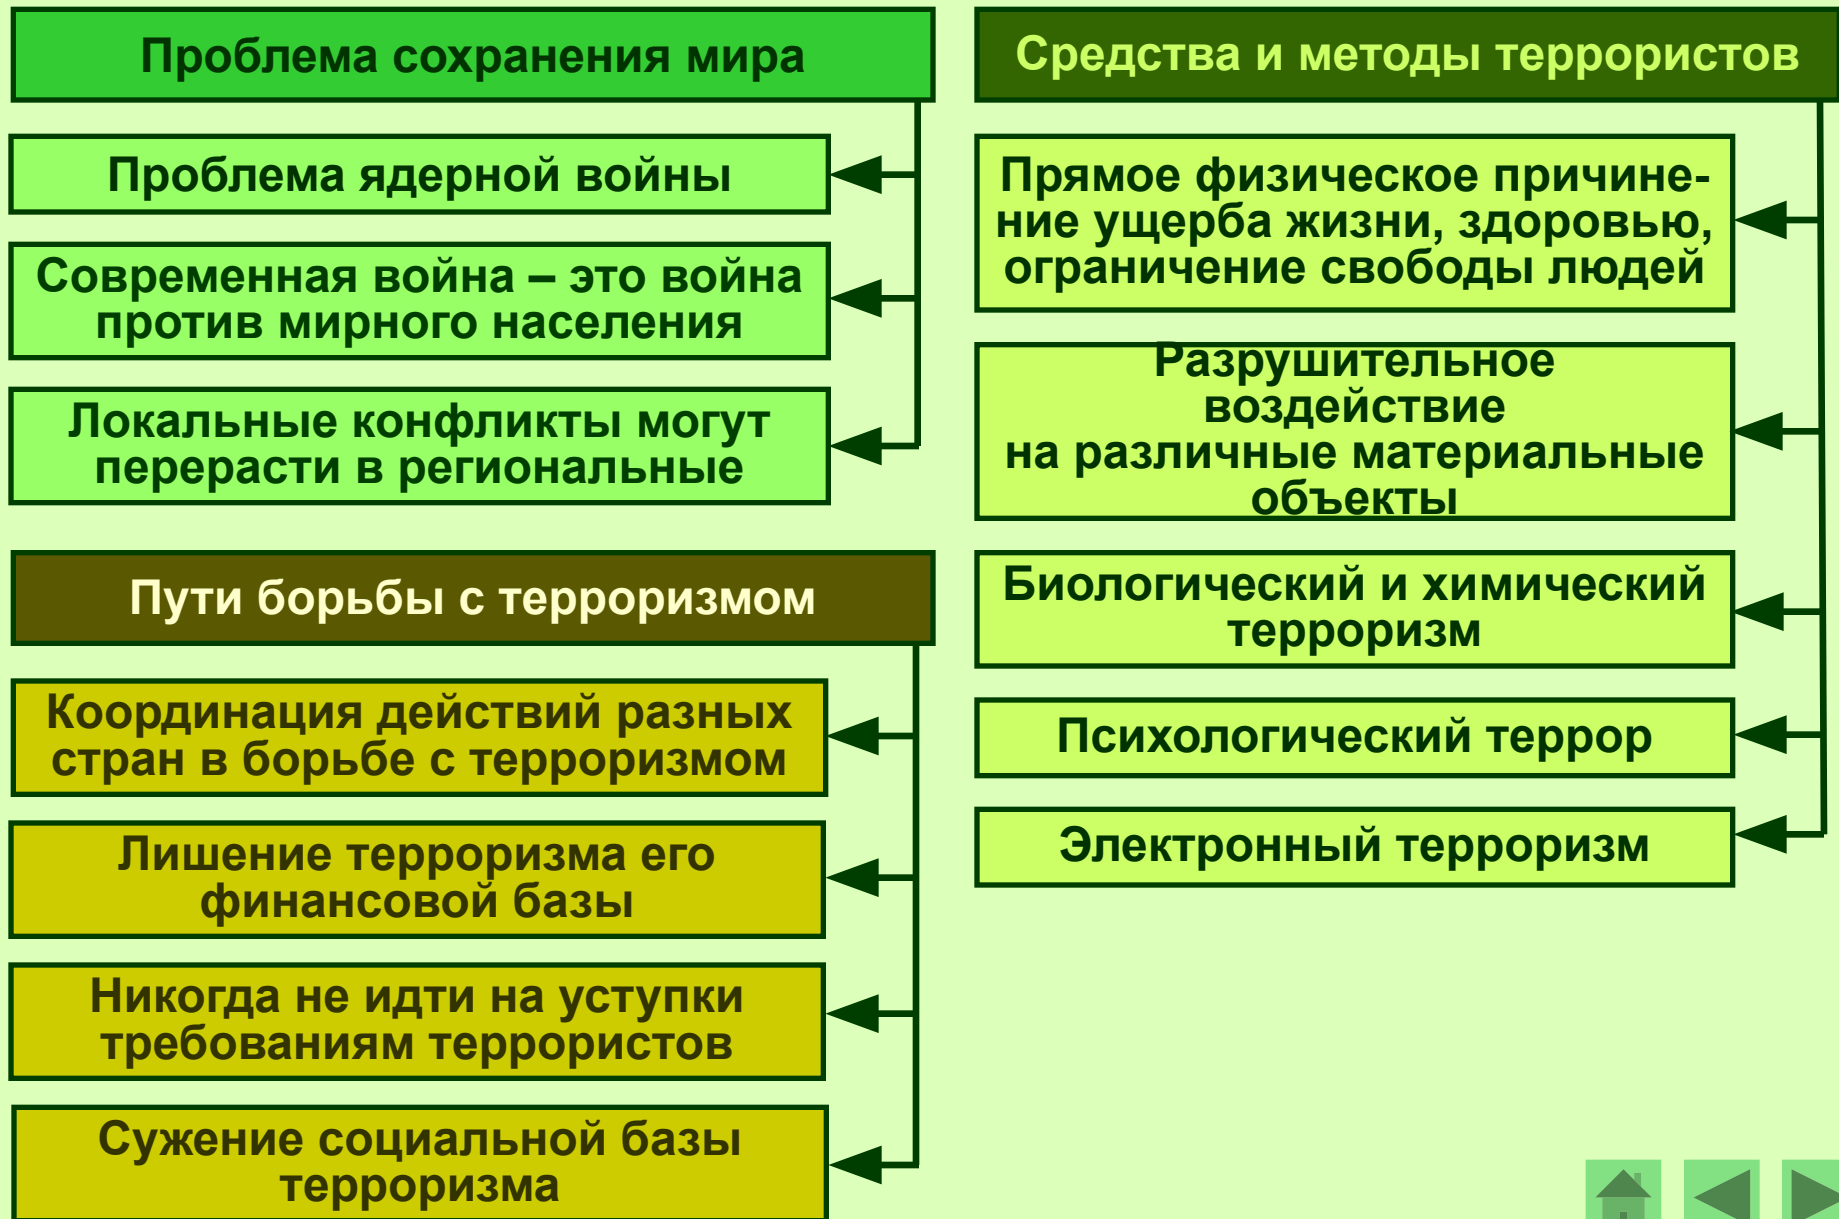 Проблема сохранения мира
Проблема ядерной войны
Современная война – это война
против мирного населения
Локальные конфликты могут
перерасти в региональные
Пути борьбы с терроризмом
Координация действий разных
стран в борьбе с терроризмом
Лишение терроризма его
финансовой базы
Никогда не идти на уступки
требованиям террористов
Сужение социальной базы
терроризма
Средства и методы террористов
Прямое физическое причине-
ние ущерба жизни, здоровью,
ограничение свободы людей
Разрушительное
воздействие
на различные материальные
объекты
Биологический и химический
терроризм
Психологический террор
Электронный терроризм